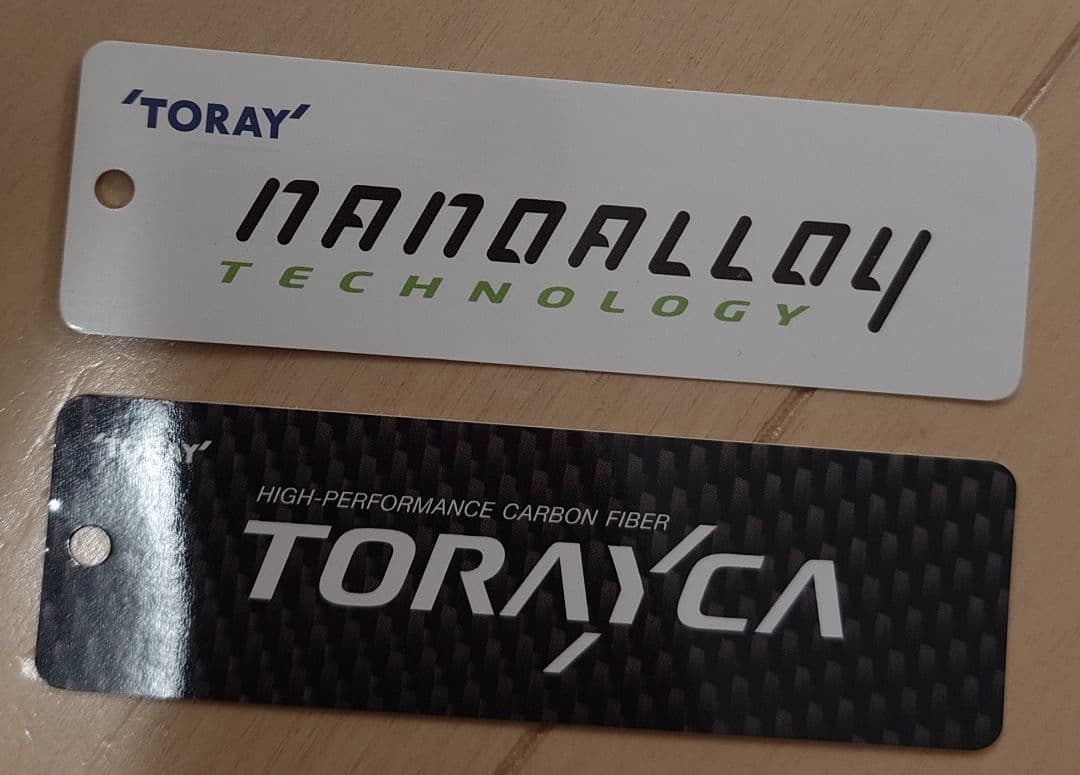 'TORAY'
NANOALLOY
TECHNOLOGY
'TORAY'
HIGH-PERFORMANCE CARBON FIBER
TORAYCA